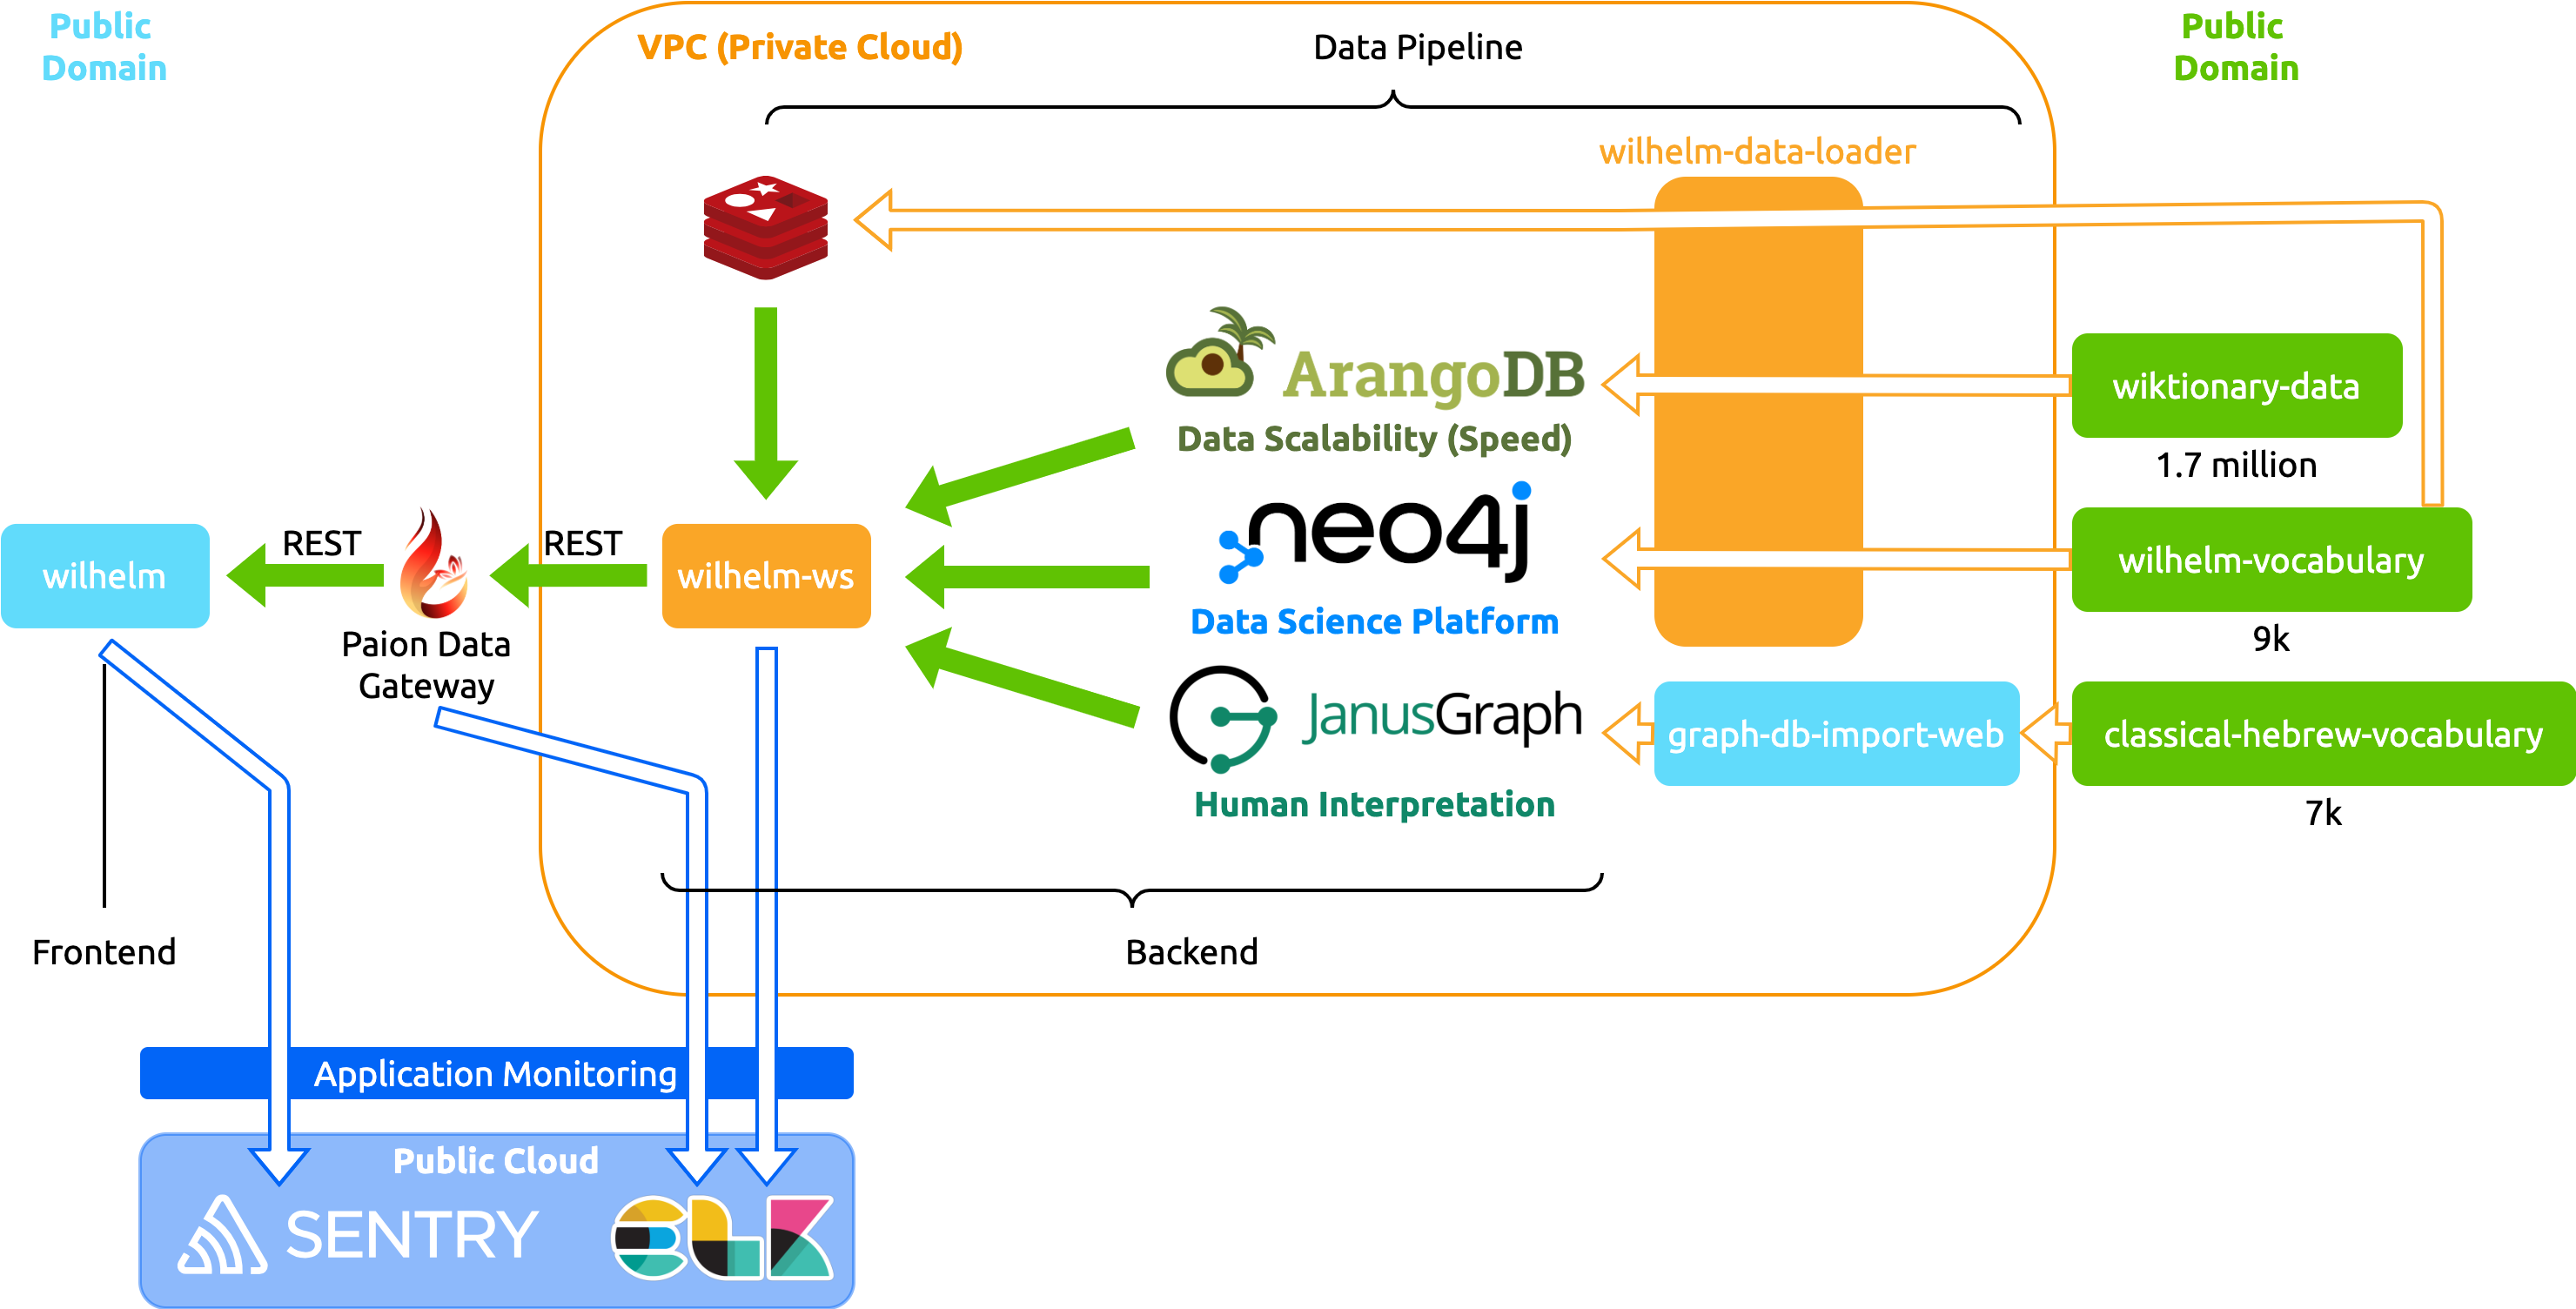 Public
Domain
VPC (Private Cloud)
Data Pipeline
Public
Domain
wilhelm-data-loader
ArangoDB
Data Scalability (Speed)
wiktionary-data
1.7 million
neo4j
Data Science Platform
wilhelm-vocabulary
9k
wilhelm
REST
REST
wilhelm-ws
Paion Data
Gateway
JanusGraph
Human Interpretation
graph-db-import-web
classical-hebrew-vocabulary
7k
Frontend
Backend
Application Monitoring
Public Cloud
SENTRY
ELK